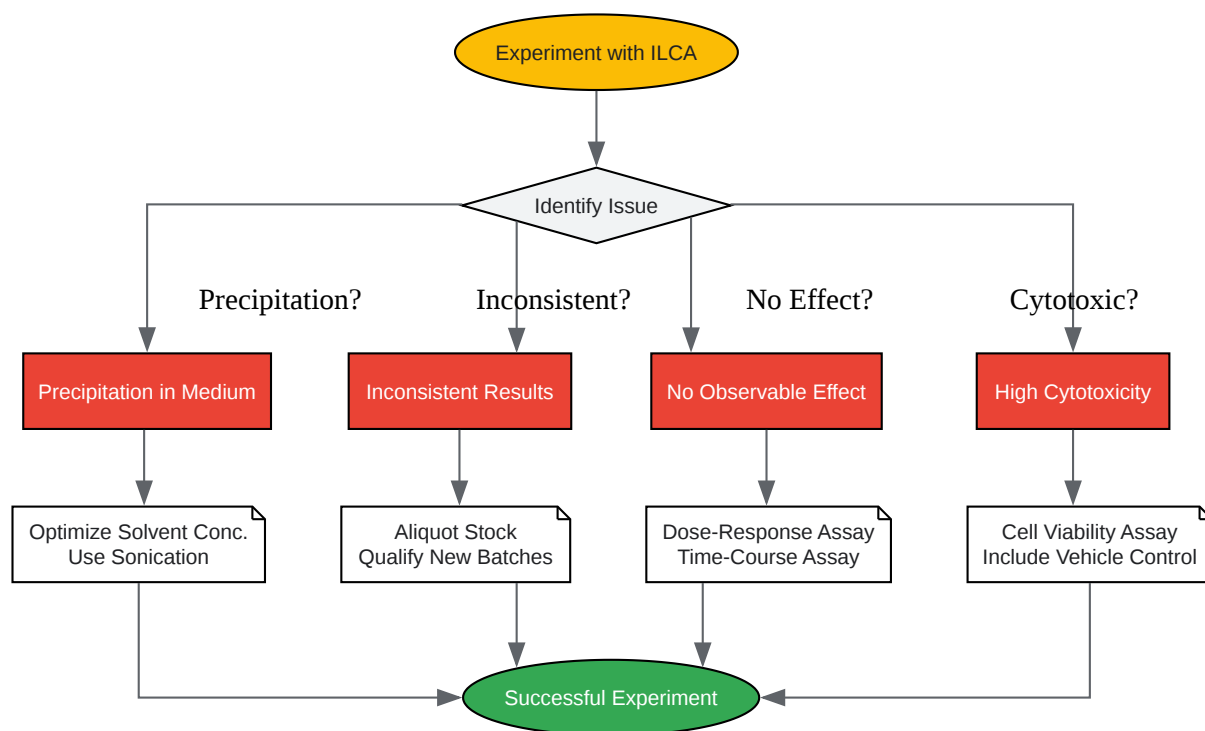 Experiment with ILCA
Identify Issue
Precipitation?
Inconsistent?
No Effect?
Cytotoxic?
Precipitation in Medium
Inconsistent Results
No Observable Effect
High Cytotoxicity
Optimize Solvent Conc.
Use Sonication
Aliquot Stock
Qualify New Batches
Dose-Response Assay
Time-Course Assay
Cell Viability Assay
Include Vehicle Control
Successful Experiment